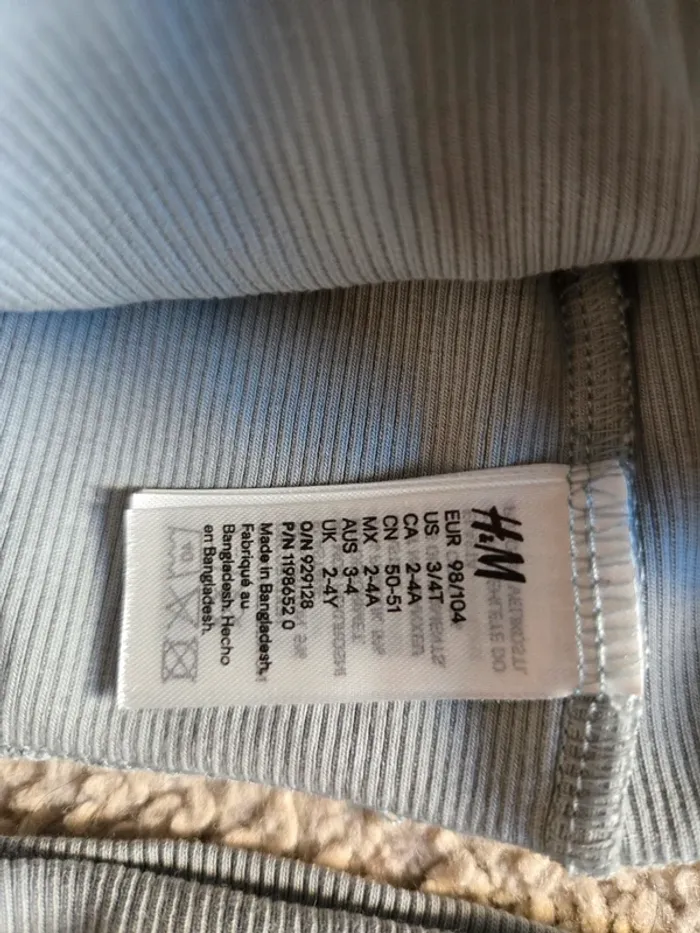 H&M
EUR 98/104
US 3/4T
CA 2-4A
CN 50-51
MX 2-4A
AUS 3-4
UK 2-4Y
O/N 929128
P/N 1198652 0
Made in Bangladesh.
Fabriqué au
Bangladesh. Hecho
en Bangladesh.